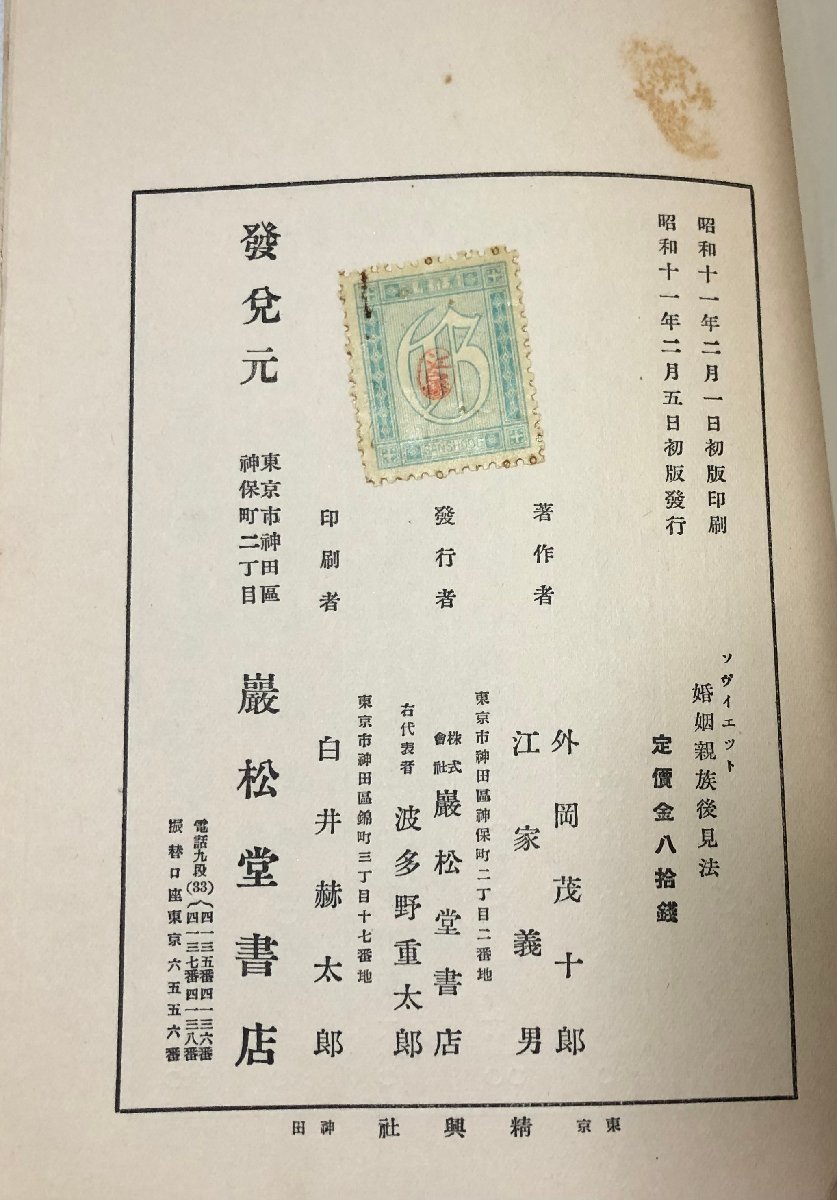 昭和十一年二月一日初版印刷
昭和十一年二月五日初版發行
ソヴイエット
婚姻親族後見法
定價金八拾錢
著作者
外岡茂十郎
江家義男
東京市神田區神保町二丁目二番地
發行者
株式會社 巖松堂書店
右代表者 波多野重太郎
東京市神田區錦町三丁目十七番地
印刷者
白井赫太郎
發兌元
東京市神田區
神保町二丁目
巖松堂書店
電話九段(33)
四一三五番四一三六番
四一三七番四一三八番
振替口座東京六五五六番
東京 精興社 神田